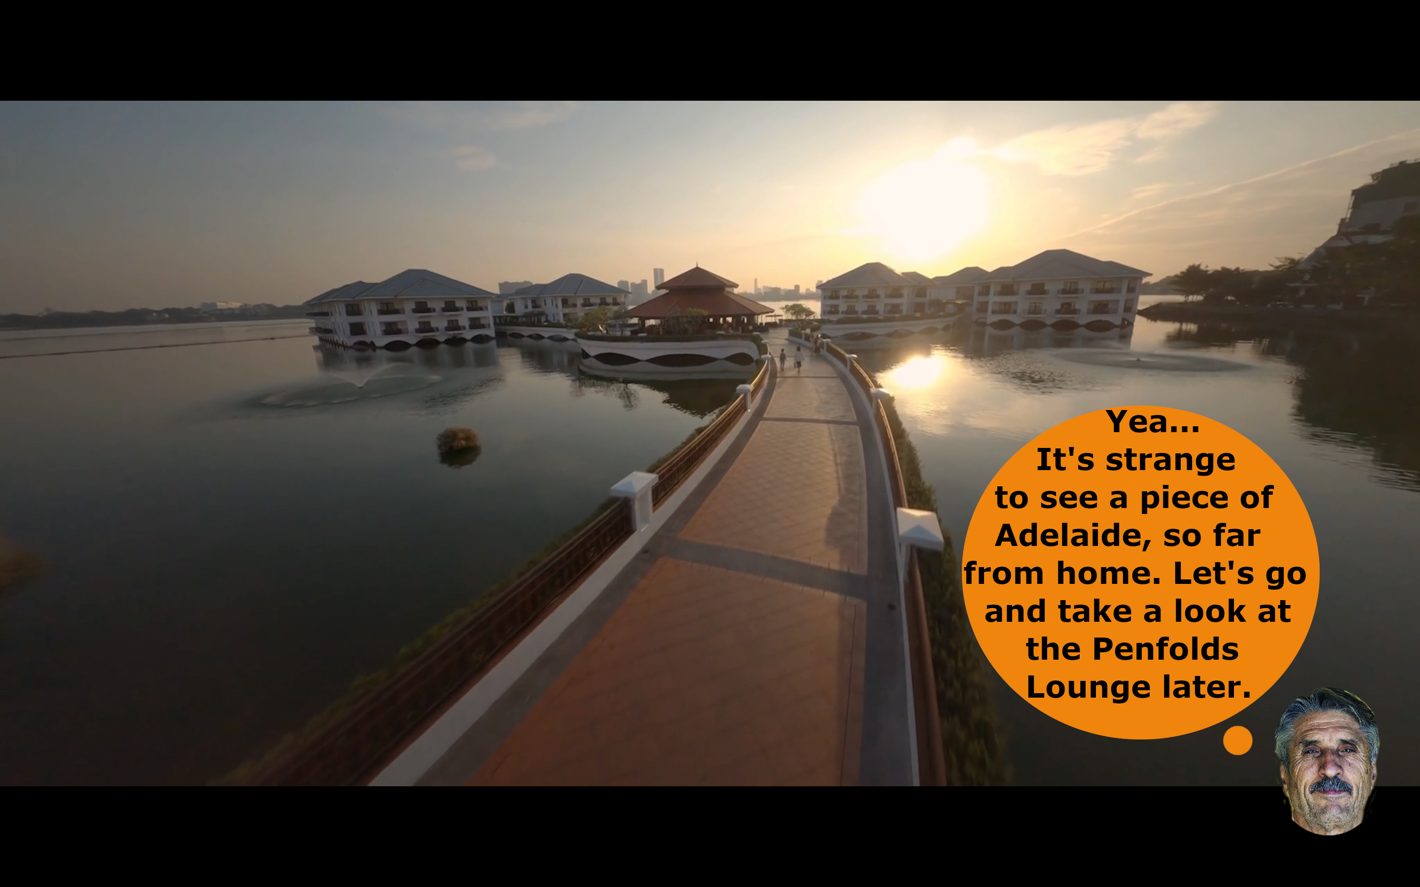 Yea...
It's strange
to see a piece of
Adelaide, so far
from home. Let's go
and take a look at
the Penfolds
Lounge later.